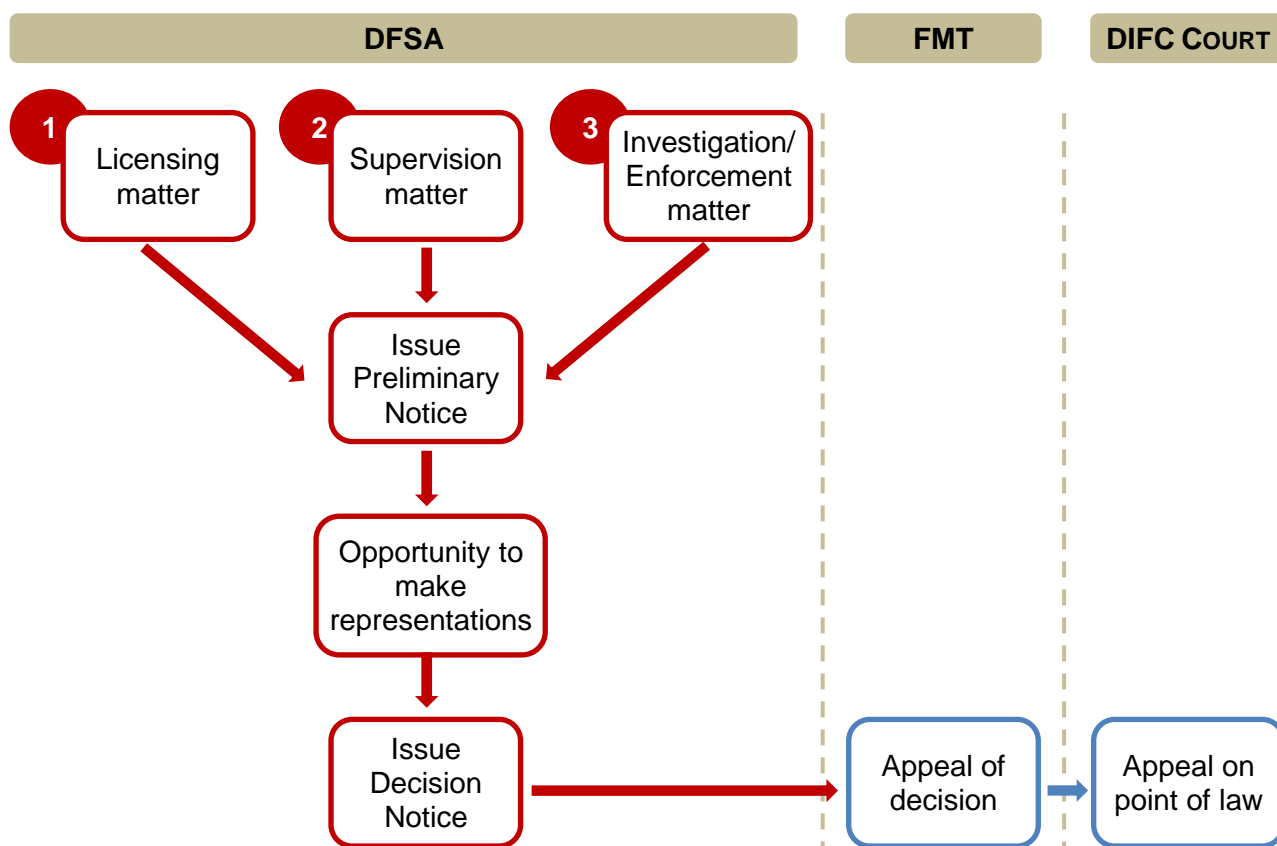 DFSA
FMT
DIFC COURT
1
Licensing
matter
2
Supervision
matter
3
Investigation/
Enforcement
matter
Issue
Preliminary
Notice
Opportunity to
make
representations
Issue
Decision
Notice
Appeal of
decision
Appeal on
point of law